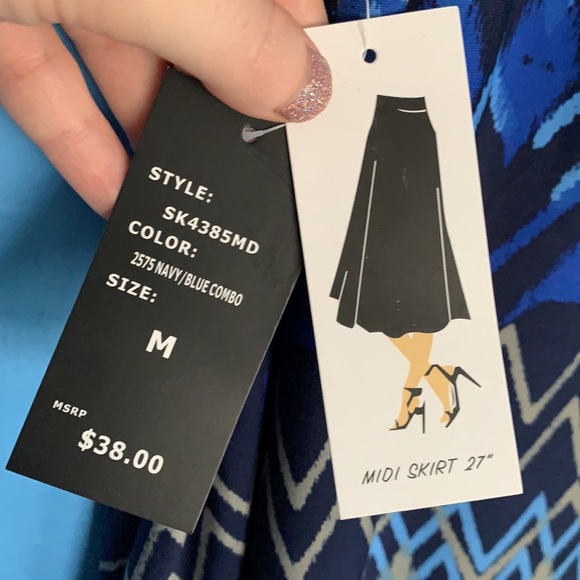 STYLE:
SK4385MD
COLOR:
2575 NAVY/BLUE COMBO
SIZE:
M
MSRP
$38.00
MIDI SKIRT 27"